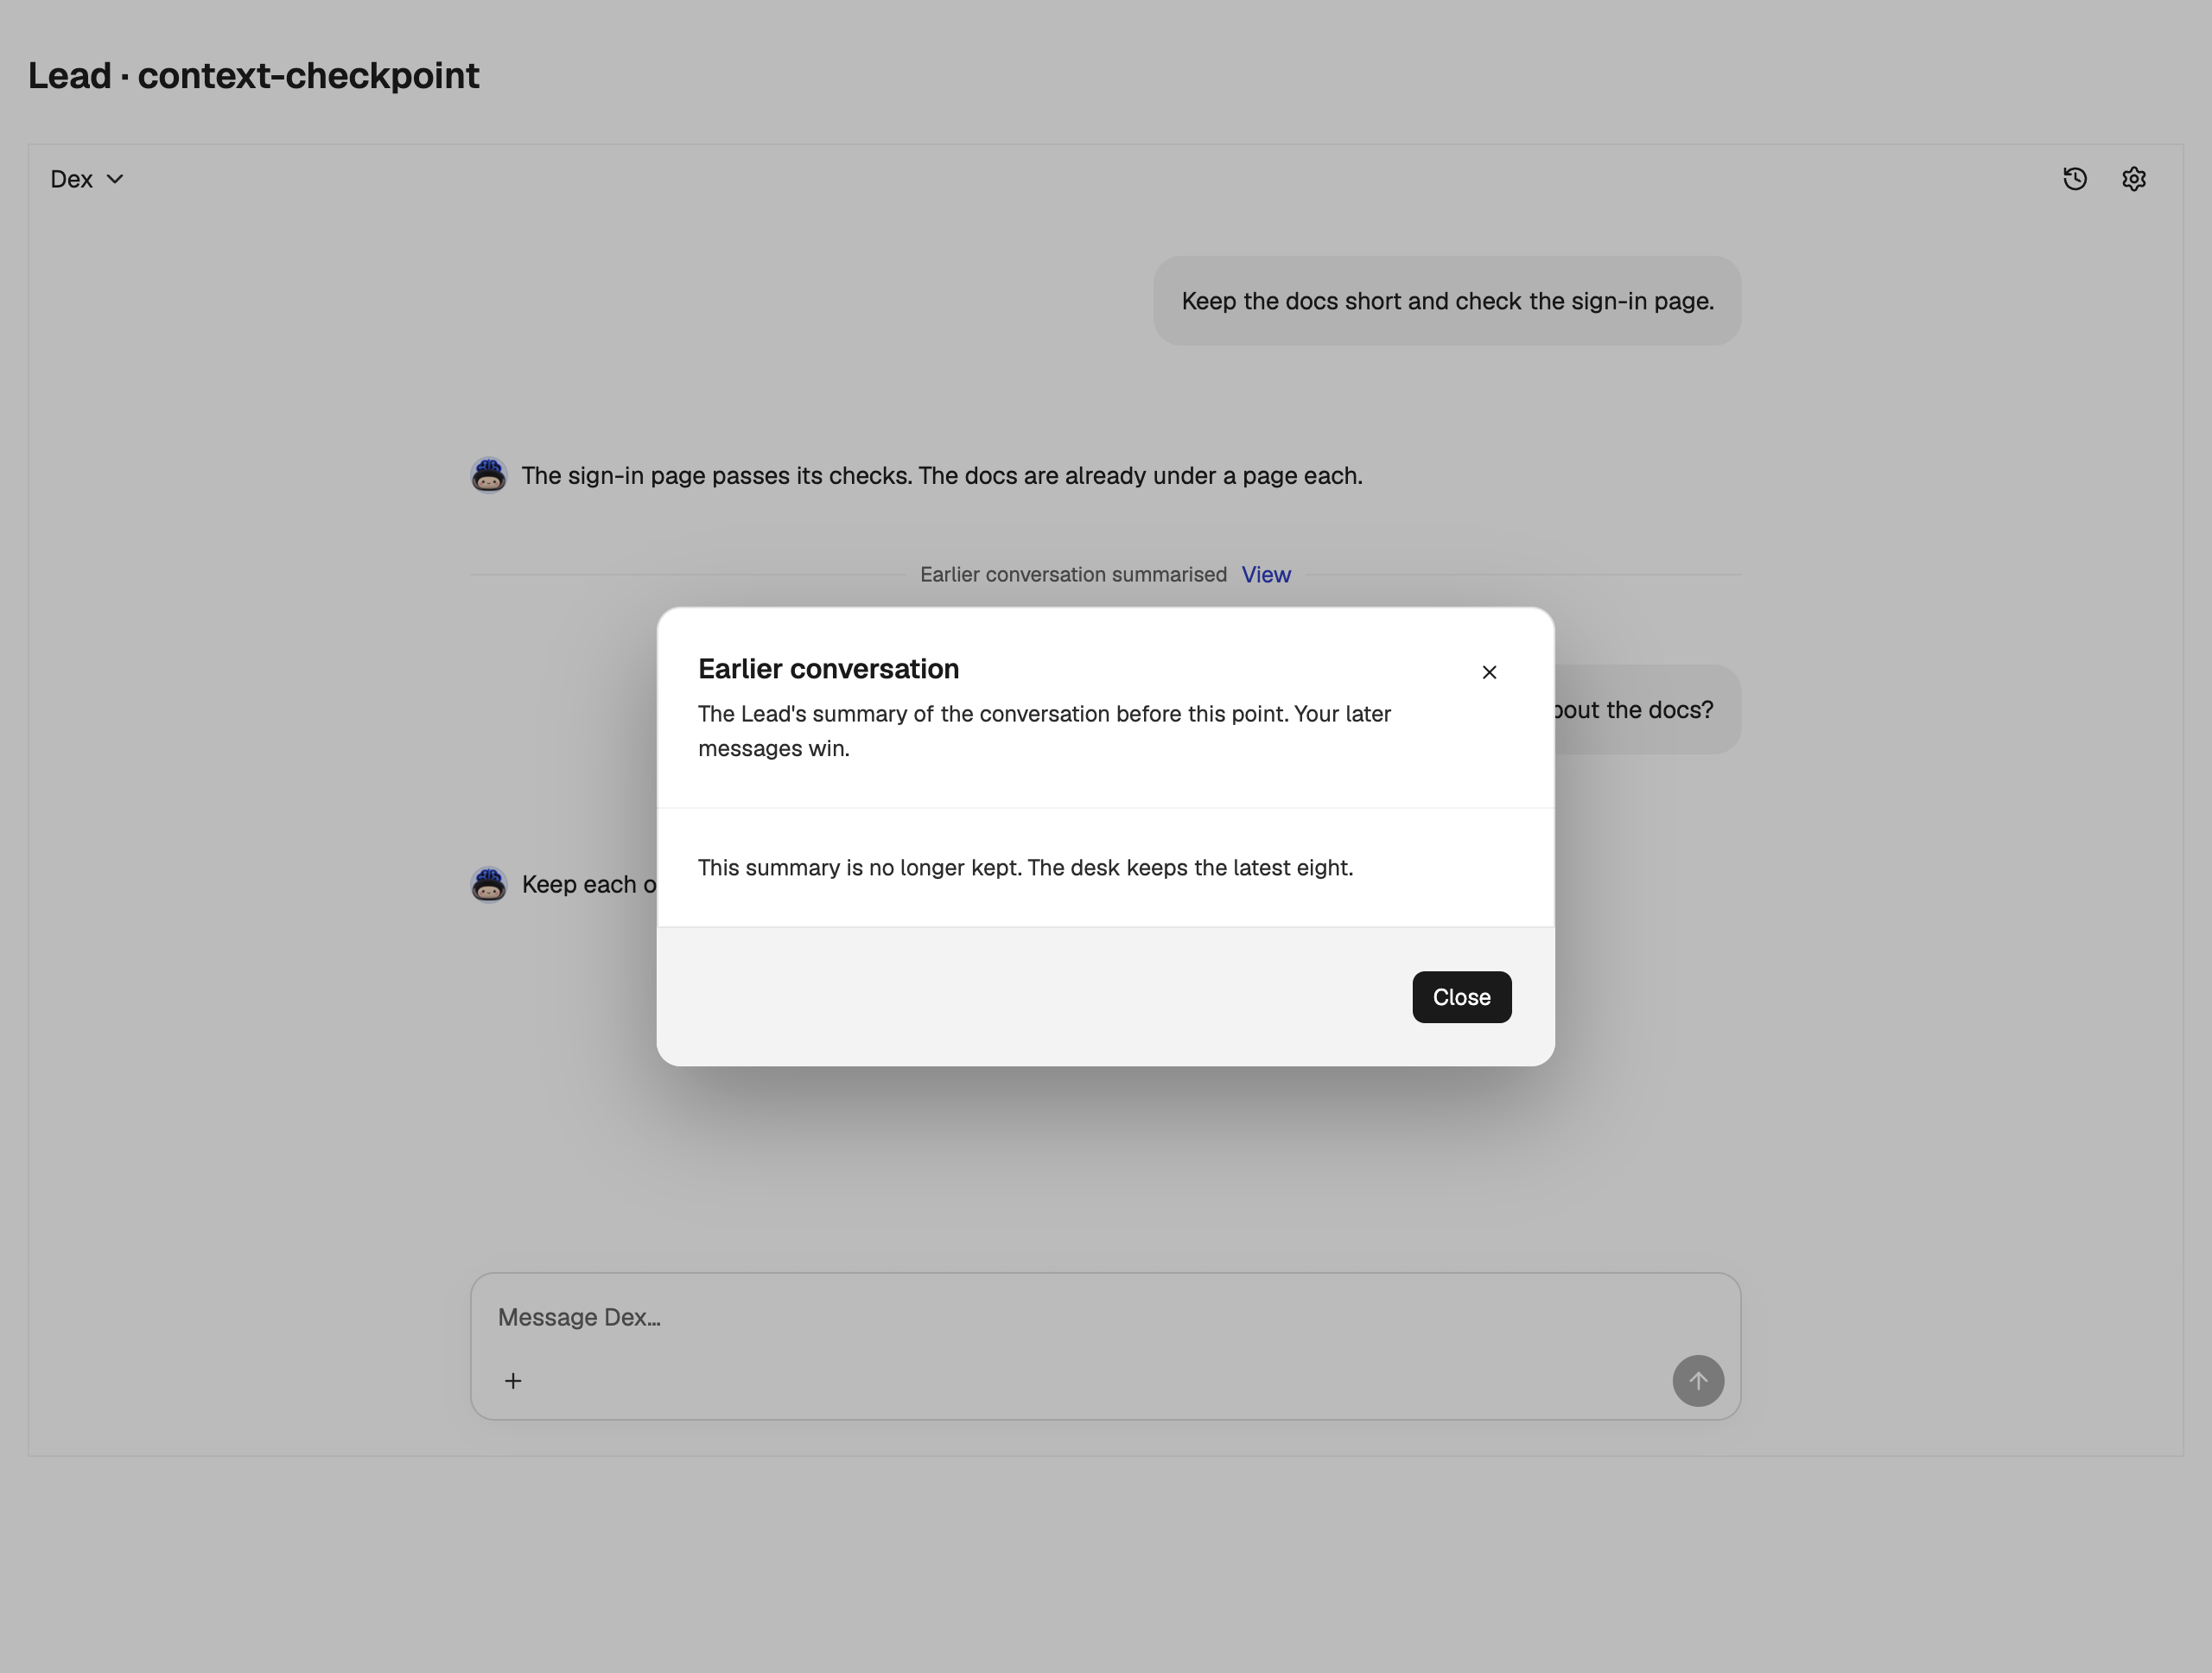 Lead · context-checkpoint
Dex
Keep the docs short and check the sign-in page.
The sign-in page passes its checks. The docs are already under a page each.
Earlier conversation summarised View
Earlier conversation
The Lead's summary of the conversation before this point. Your later
messages win.
the docs?
This summary is no longer kept. The desk keeps the latest eight.
Keep each
Close
Message Dex...